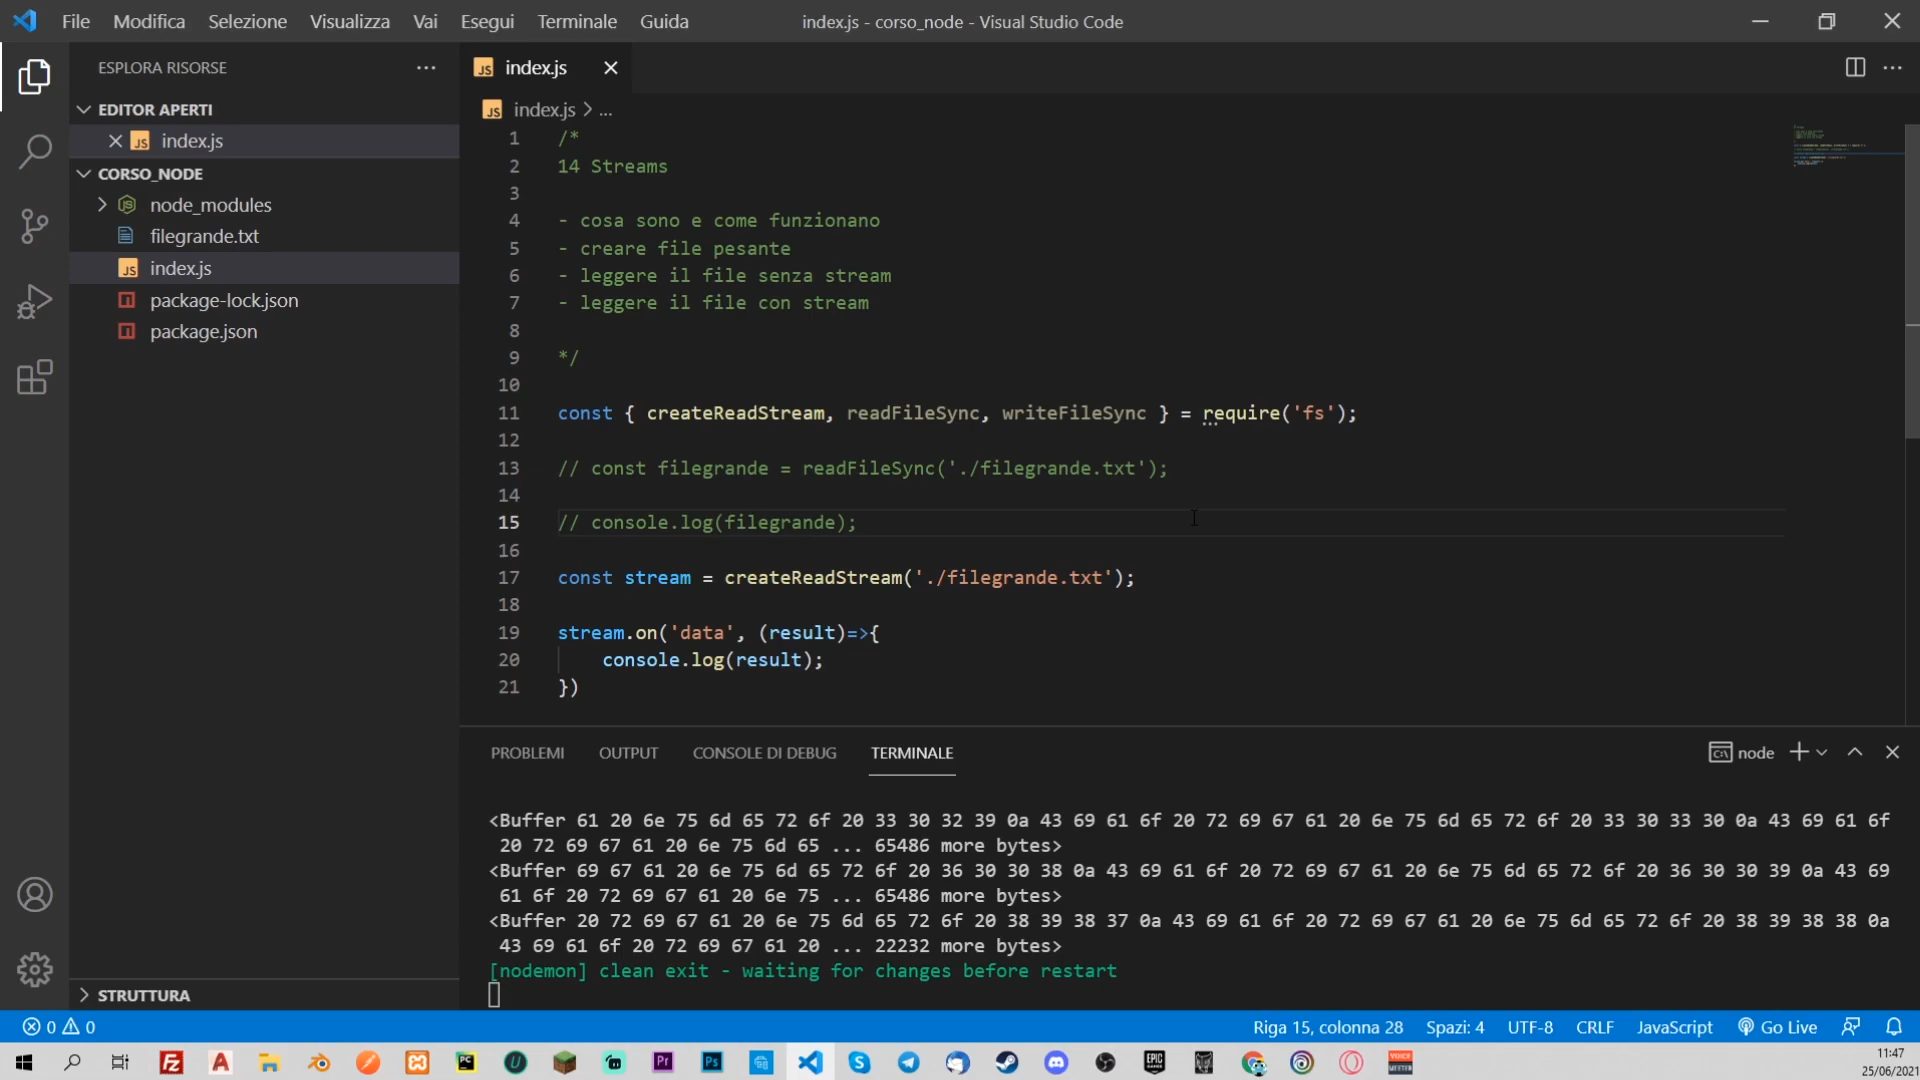 File Modifica Selezione Visualizza Vai Esegui Terminale Guida index.js - corso_node - Visual Studio Code
ESPLORA RISORSE
index.js
EDITOR APERTI
index.js
index.js
CORSO_NODE
node_modules
filegrande.txt
index.js
package-lock.json
package.json
STRUTTURA
1 /*
2 14 Streams
3
4 - cosa sono e come funzionano
5 - creare file pesante
6 - leggere il file senza stream
7 - leggere il file con stream
8
9 */
10
11 const { createReadStream, readFileSync, writeFileSync } = require('fs');
12
13 // const filegrande = readFileSync('./filegrande.txt');
14
15 // console.log(filegrande);
16
17 const stream = createReadStream('./filegrande.txt');
18
19 stream.on('data', (result)=>{
20 console.log(result);
21 })
PROBLEMI OUTPUT CONSOLE DI DEBUG TERMINALE node
<Buffer 61 20 6e 75 6d 65 72 6f 20 33 30 32 39 0a 43 69 61 6f 20 72 69 67 61 20 6e 75 6d 65 72 6f 20 33 30 33 30 0a 43 69 61 6f
20 72 69 67 61 20 6e 75 6d 65 ... 65486 more bytes>
<Buffer 69 67 61 20 6e 75 6d 65 72 6f 20 36 30 30 38 0a 43 69 61 6f 20 72 69 67 61 20 6e 75 6d 65 72 6f 20 36 30 30 39 0a 43 69
61 6f 20 72 69 67 61 20 6e 75 ... 65486 more bytes>
<Buffer 20 72 69 67 61 20 6e 75 6d 65 72 6f 20 38 39 38 37 0a 43 69 61 6f 20 72 69 67 61 20 6e 75 6d 65 72 6f 20 38 39 38 38 0a
43 69 61 6f 20 72 69 67 61 20 ... 22232 more bytes>
[nodemon] clean exit - waiting for changes before restart
0 0 Riga 15, colonna 28 Spazi: 4 UTF-8 CRLF JavaScript Go Live
11:47
25/06/2021